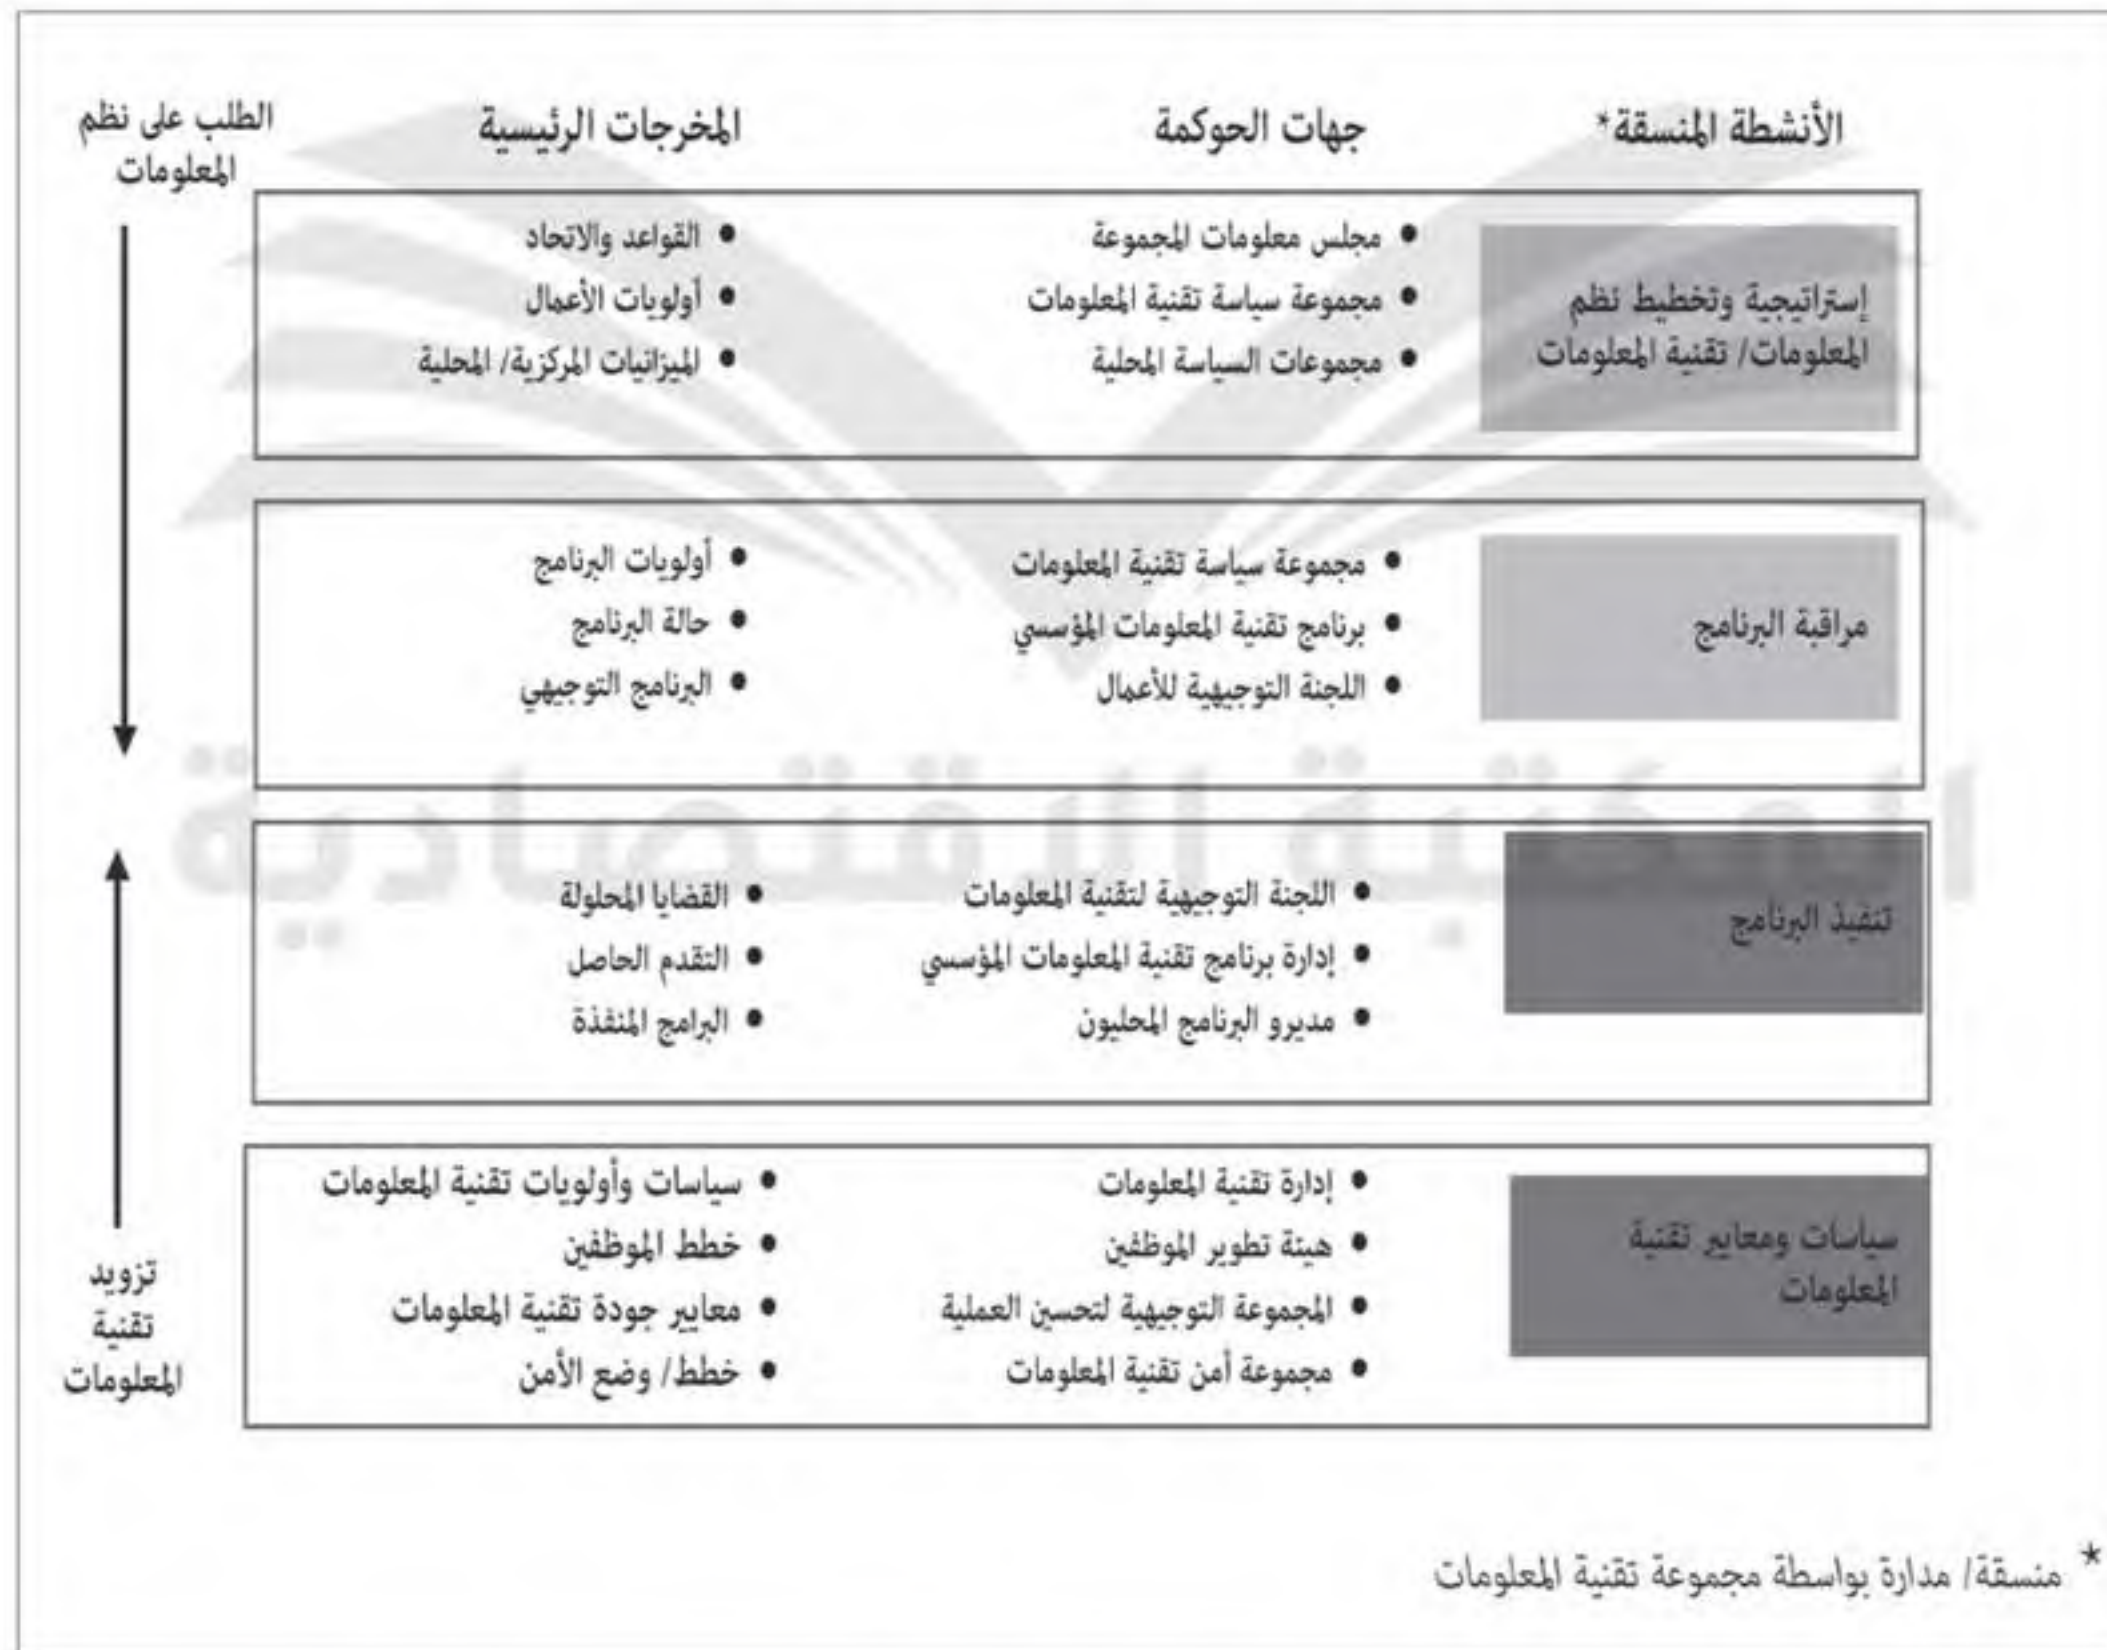 الأنشطة المنسقة*
جهات الحوكمة
المخرجات الرئيسية
الطلب على نظم
المعلومات
إستراتيجية وتخطيط نظم
المعلومات/ تقنية المعلومات
• مجلس معلومات المجموعة
• مجموعة سياسة تقنية المعلومات
• مجموعات السياسة المحلية
• القواعد والاتحاد
• أولويات الأعمال
• الميزانيات المركزية/ المحلية
مراقبة البرنامج
• مجموعة سياسة تقنية المعلومات
• برنامج تقنية المعلومات المؤسسي
• اللجنة التوجيهية للأعمال
• أولويات البرنامج
• حالة البرنامج
• البرنامج التوجيهي
المكتبة الاقتصادية
تنفيذ البرنامج
• اللجنة التوجيهية لتقنية المعلومات
• إدارة برنامج تقنية المعلومات المؤسسي
• مديرو البرنامج المحليون
• القضايا المحلولة
• التقدم الحاصل
• البرامج المنفذة
سياسات ومعايير تقنية
المعلومات
• إدارة تقنية المعلومات
• هيئة تطوير الموظفين
• المجموعة التوجيهية لتحسين العملية
• مجموعة أمن تقنية المعلومات
• سياسات وأولويات تقنية المعلومات
• خطط الموظفين
• معايير جودة تقنية المعلومات
• خطط/ وضع الأمن
تزويد
تقنية
المعلومات
* منسقة/ مدارة بواسطة مجموعة تقنية المعلومات